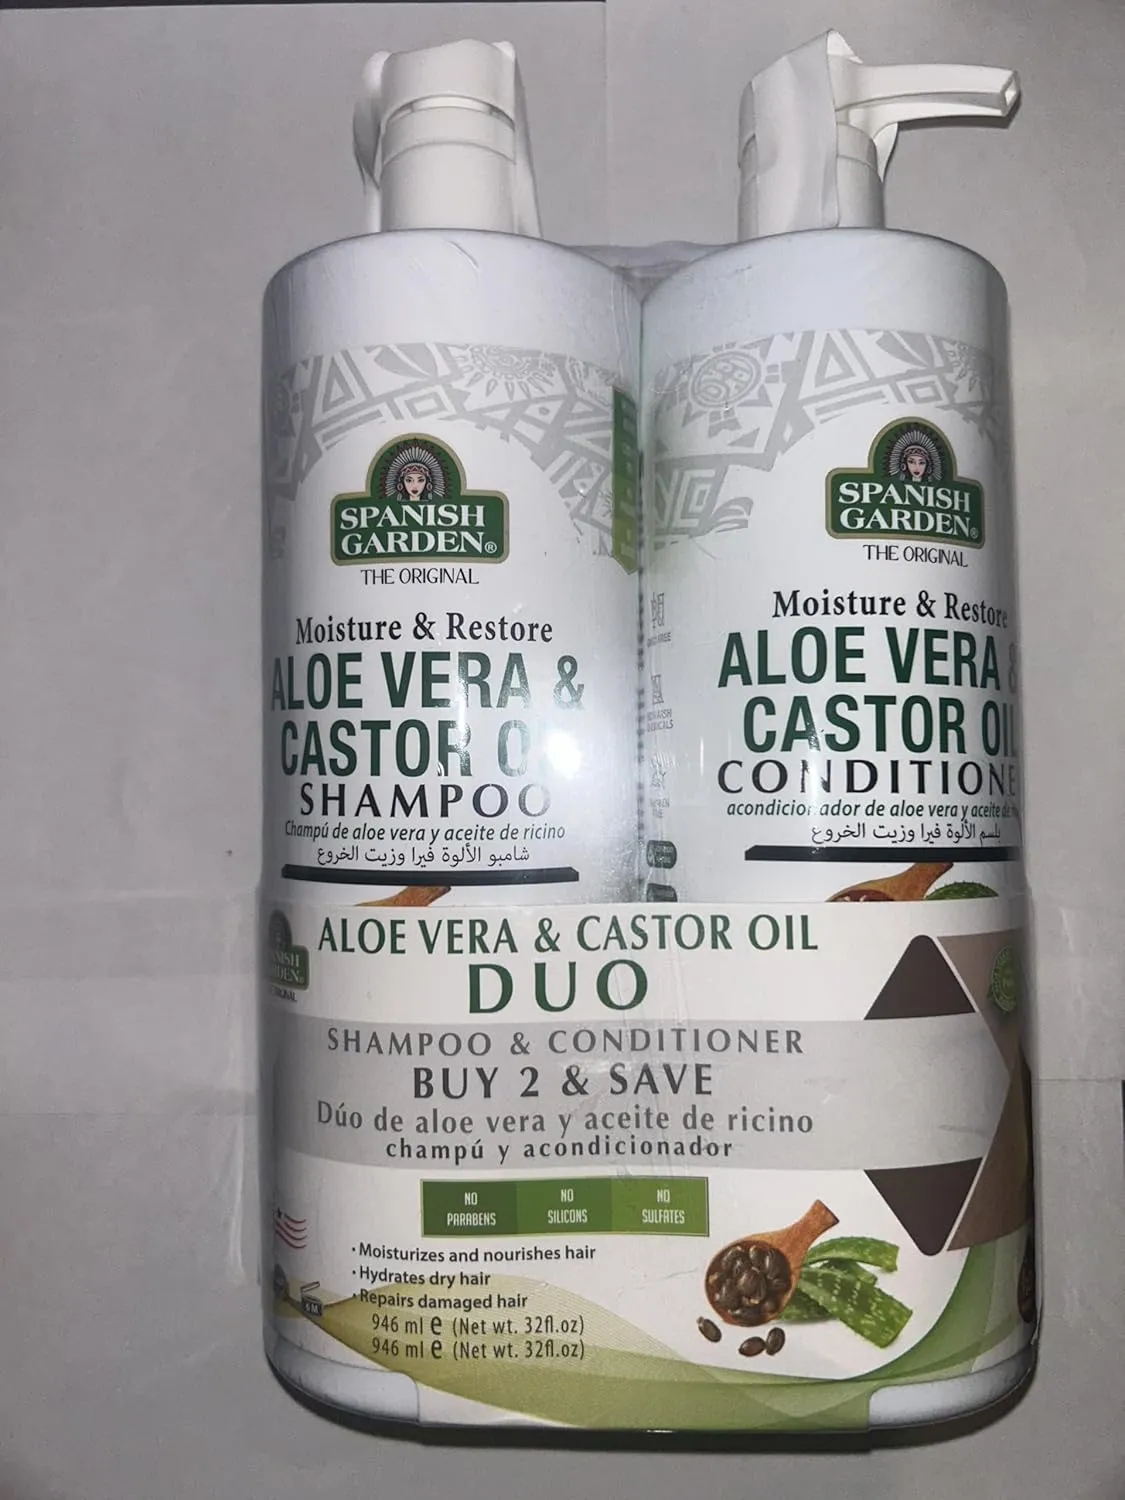 SPANISH
GARDEN®
THE ORIGINAL
Moisture & Restore
ALOE VERA &
CASTOR
SHAMPOO
Champú de aloe vera y aceite de ricino
شامبو الألوة فيرا وزيت الخروع
SPANISH
GARDEN®
THE ORIGINAL
Moisture & Restore
ALOE VERA &
CASTOR OIL
CONDITIONE
acondicionador de aloe vera y aceite de
بلسم الألوة فيرا وزيت الخروع
ALOE VERA & CASTOR OIL
DUO
SHAMPOO & CONDITIONER
BUY 2 & SAVE
Dúo de aloe vera y aceite de ricino
champú y acondicionador
NO
PARABENS
NO
SILICONS
NO
SULFATES
· Moisturizes and nourishes hair
· Hydrates dry hair
· Repairs damaged hair
946 ml e (Net wt. 32fl.oz)
946 ml e (Net wt. 32fl.oz)
6 M